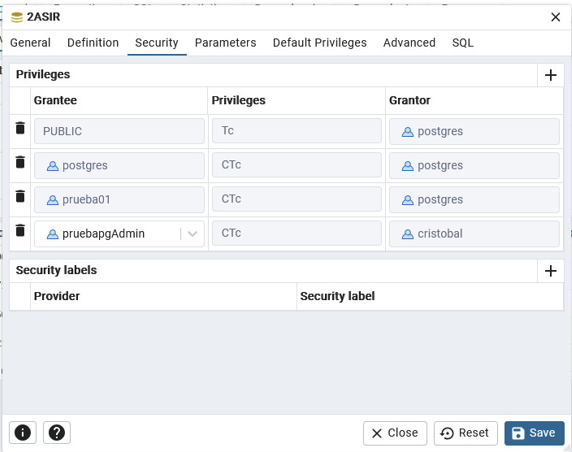 2ASIR
General Definition Security Parameters Default Privileges Advanced SQL
Privileges
Grantee Privileges Grantor
PUBLIC Tc postgres
postgres CTc postgres
prueba01 CTc postgres
pruebapgAdmin CTc cristobal
Security labels
Provider Security label
Close Reset Save